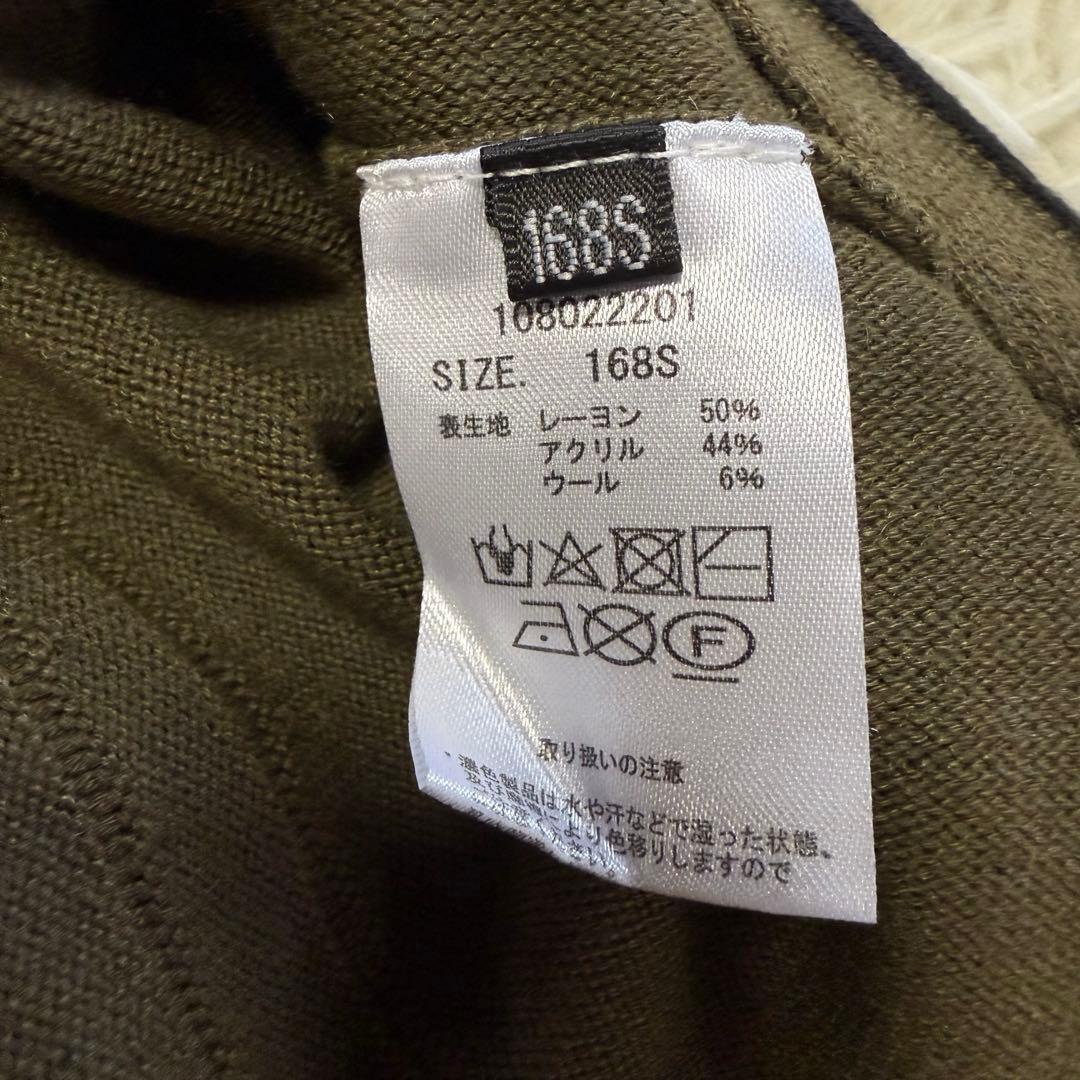 168S
108022201
SIZE. 168S
表生地 レーヨン 50%
アクリル 44%
ウール 6%
F
取り扱いの注意
・濃色製品は水や汗などで湿った状態、
により色移りしますので